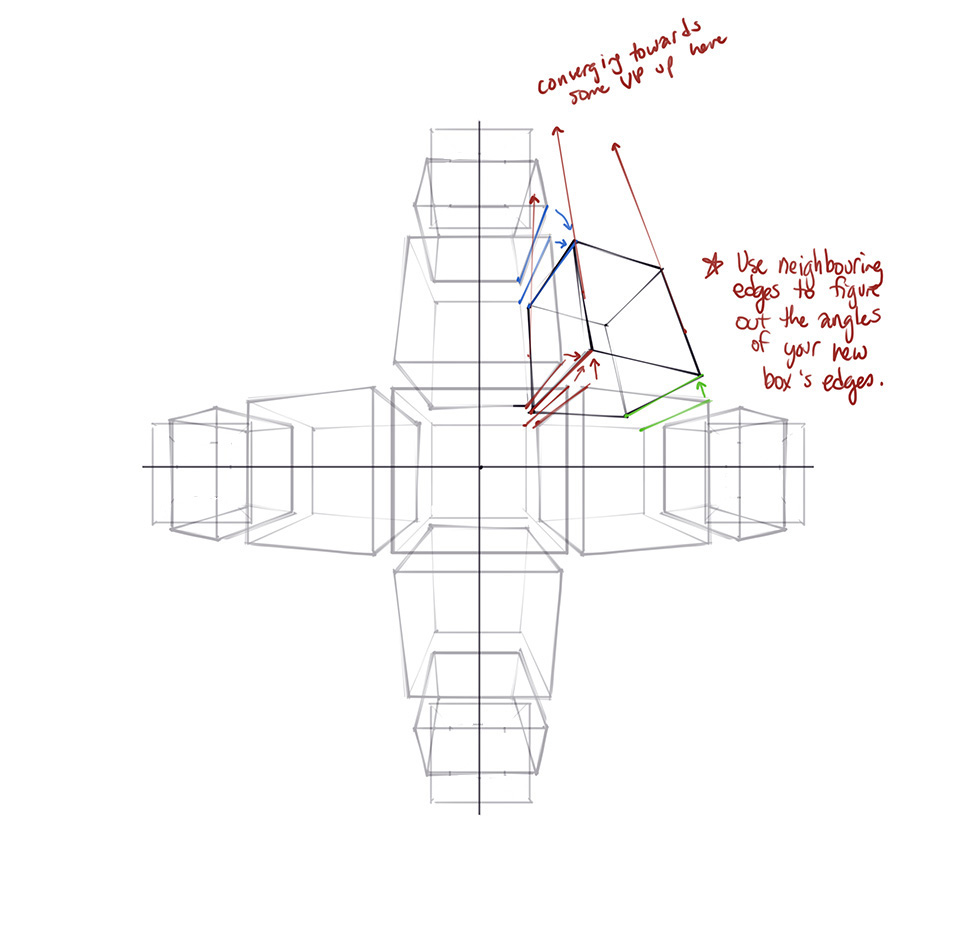 converging towards
some VP up here
* Use neighbouring
edges to figure
out the angles
of your new
box's edges.